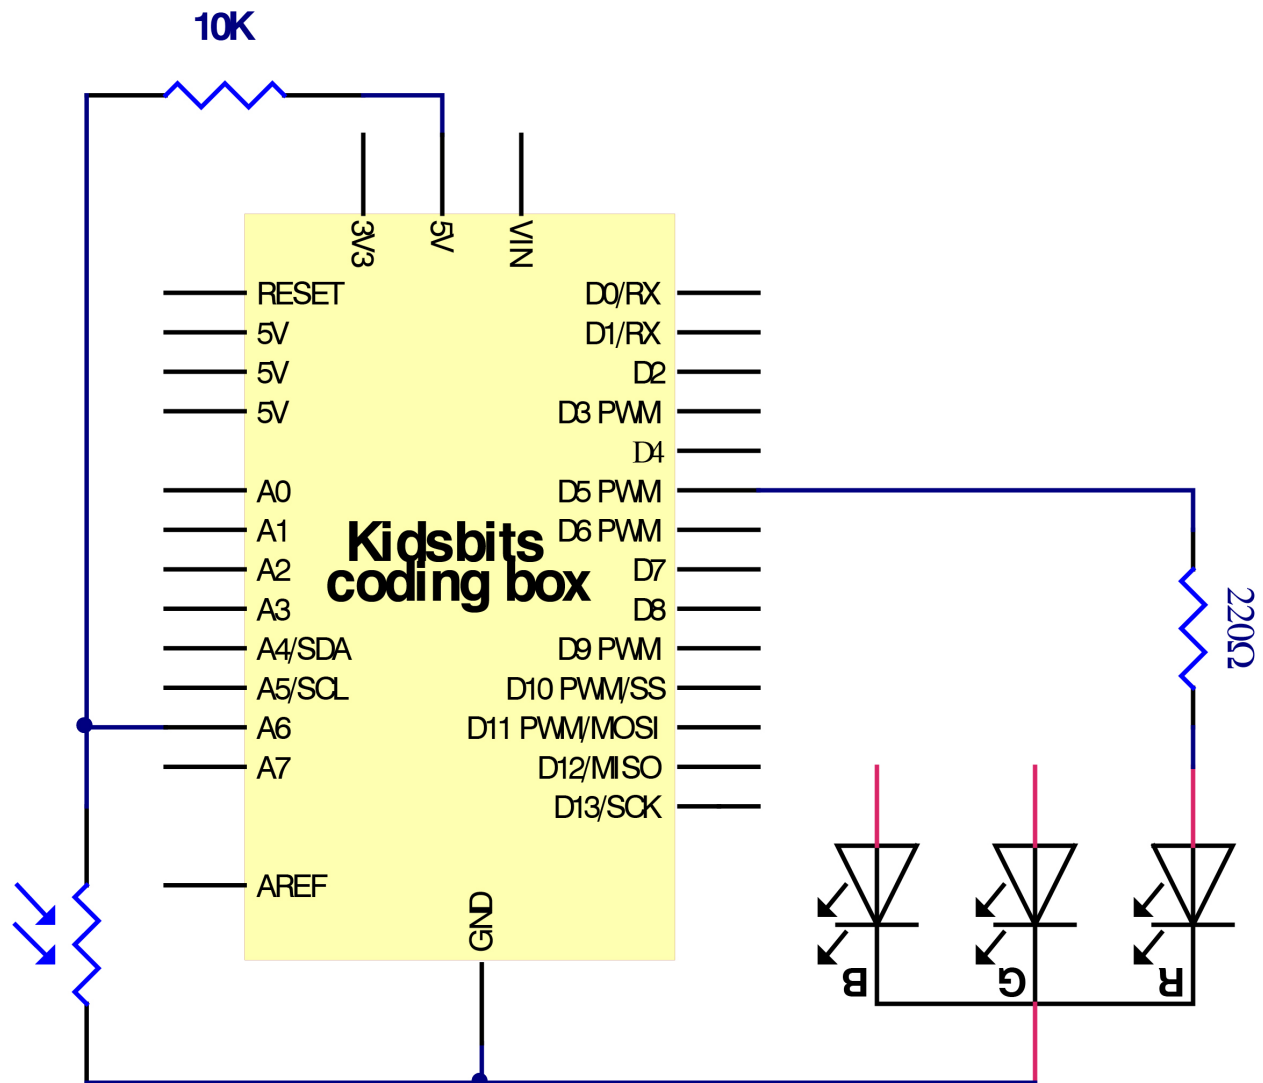 10K
3V3
5V
VIN
RESET
5V
5V
5V
A0
A1
A2
A3
A4/SDA
A5/SCL
A6
A7
AREF
Kidsbits
coding box
D0/RX
D1/RX
D2
D3 PWM
D4
D5 PWM
D6 PWM
D7
D8
D9 PWM
D10 PWM/SS
D11 PWM/MOSI
D12/MISO
D13/SCK
GND
220Ω
B
G
R